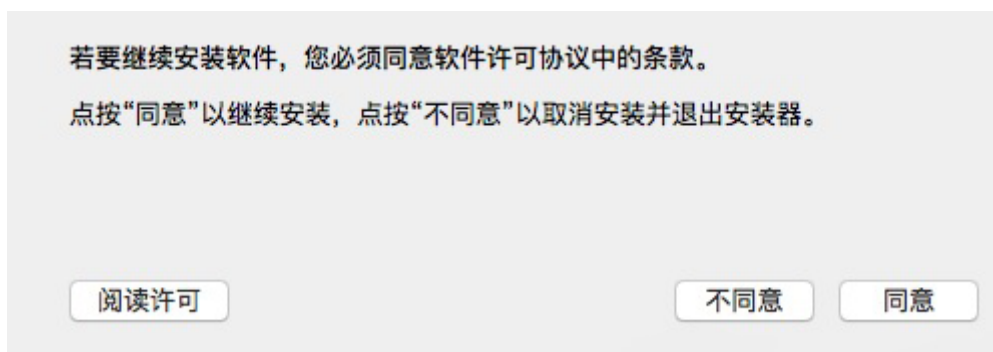 若要继续安装软件，您必须同意软件许可协议中的条款。
点按“同意”以继续安装，点按“不同意”以取消安装并退出安装器。
阅读许可
不同意
同意